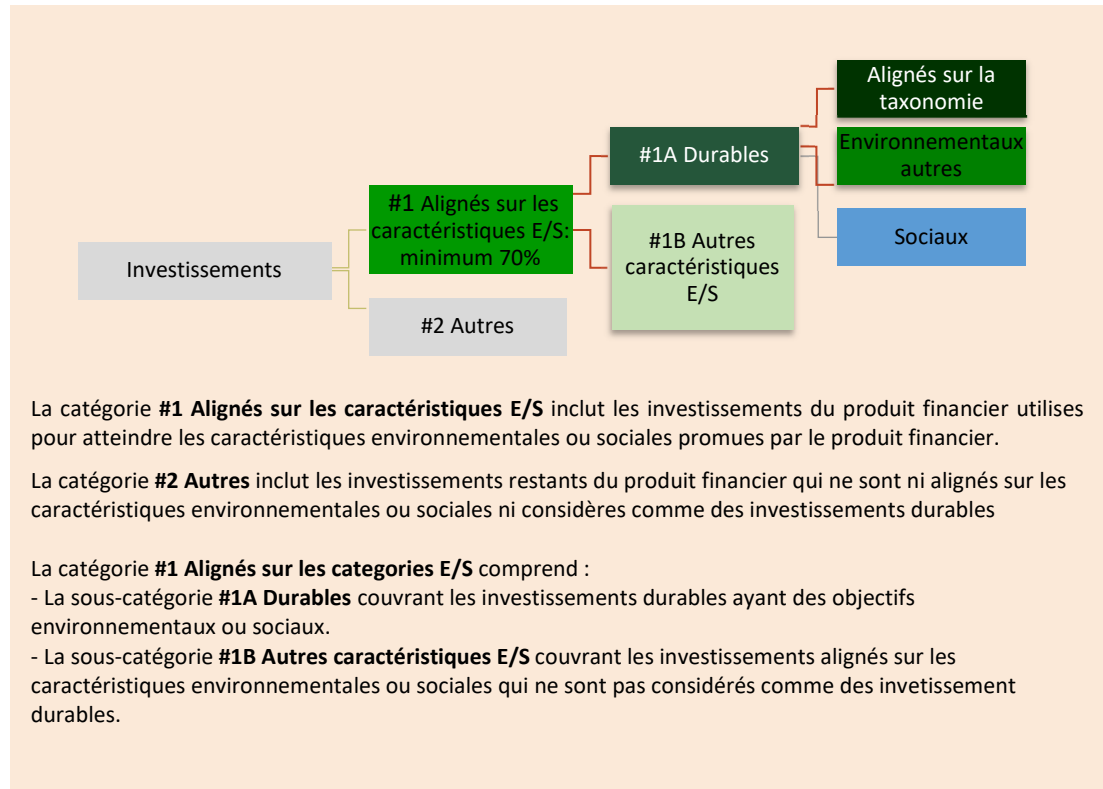 Alignés sur la
taxonomie
#1A Durables
Environnementaux
autres
#1 Alignés sur les
caractéristiques E/S:
minimum 70%
#1B Autres
caractéristiques
E/S
Sociaux
Investissements
#2 Autres
La catégorie #1 Alignés sur les caractéristiques E/S inclut les investissements du produit financier utilises
pour atteindre les caractéristiques environnementales ou sociales promues par le produit financier.
La catégorie #2 Autres inclut les investissements restants du produit financier qui ne sont ni alignés sur les
caractéristiques environnementales ou sociales ni considères comme des investissements durables
La catégorie #1 Alignés sur les categories E/S comprend :
- La sous-catégorie #1A Durables couvrant les investissements durables ayant des objectifs
environnementaux ou sociaux.
- La sous-catégorie #1B Autres caractéristiques E/S couvrant les investissements alignés sur les
caractéristiques environnementales ou sociales qui ne sont pas considérés comme des invetissement
durables.